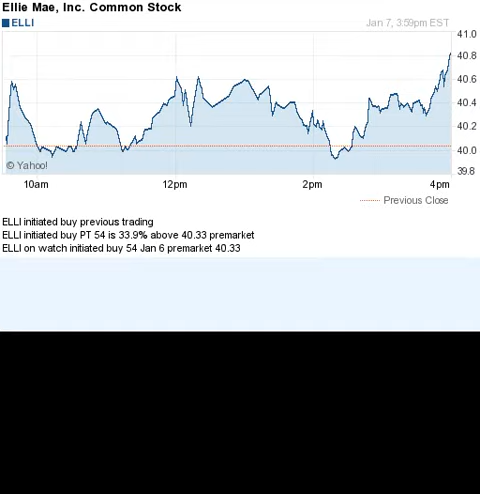 Ellie Mae, Inc. Common Stock
ELLI Jan 7, 3:59pm EST
41.0
40.8
40.6
40.4
40.2
40.0
39.8
© Yahoo!
10am 12pm 2pm 4pm
Previous Close
ELLI initiated buy previous trading
ELLI initiated buy PT 54 is 33.9% above 40.33 premarket
ELLI on watch initiated buy 54 Jan 6 premarket 40.33